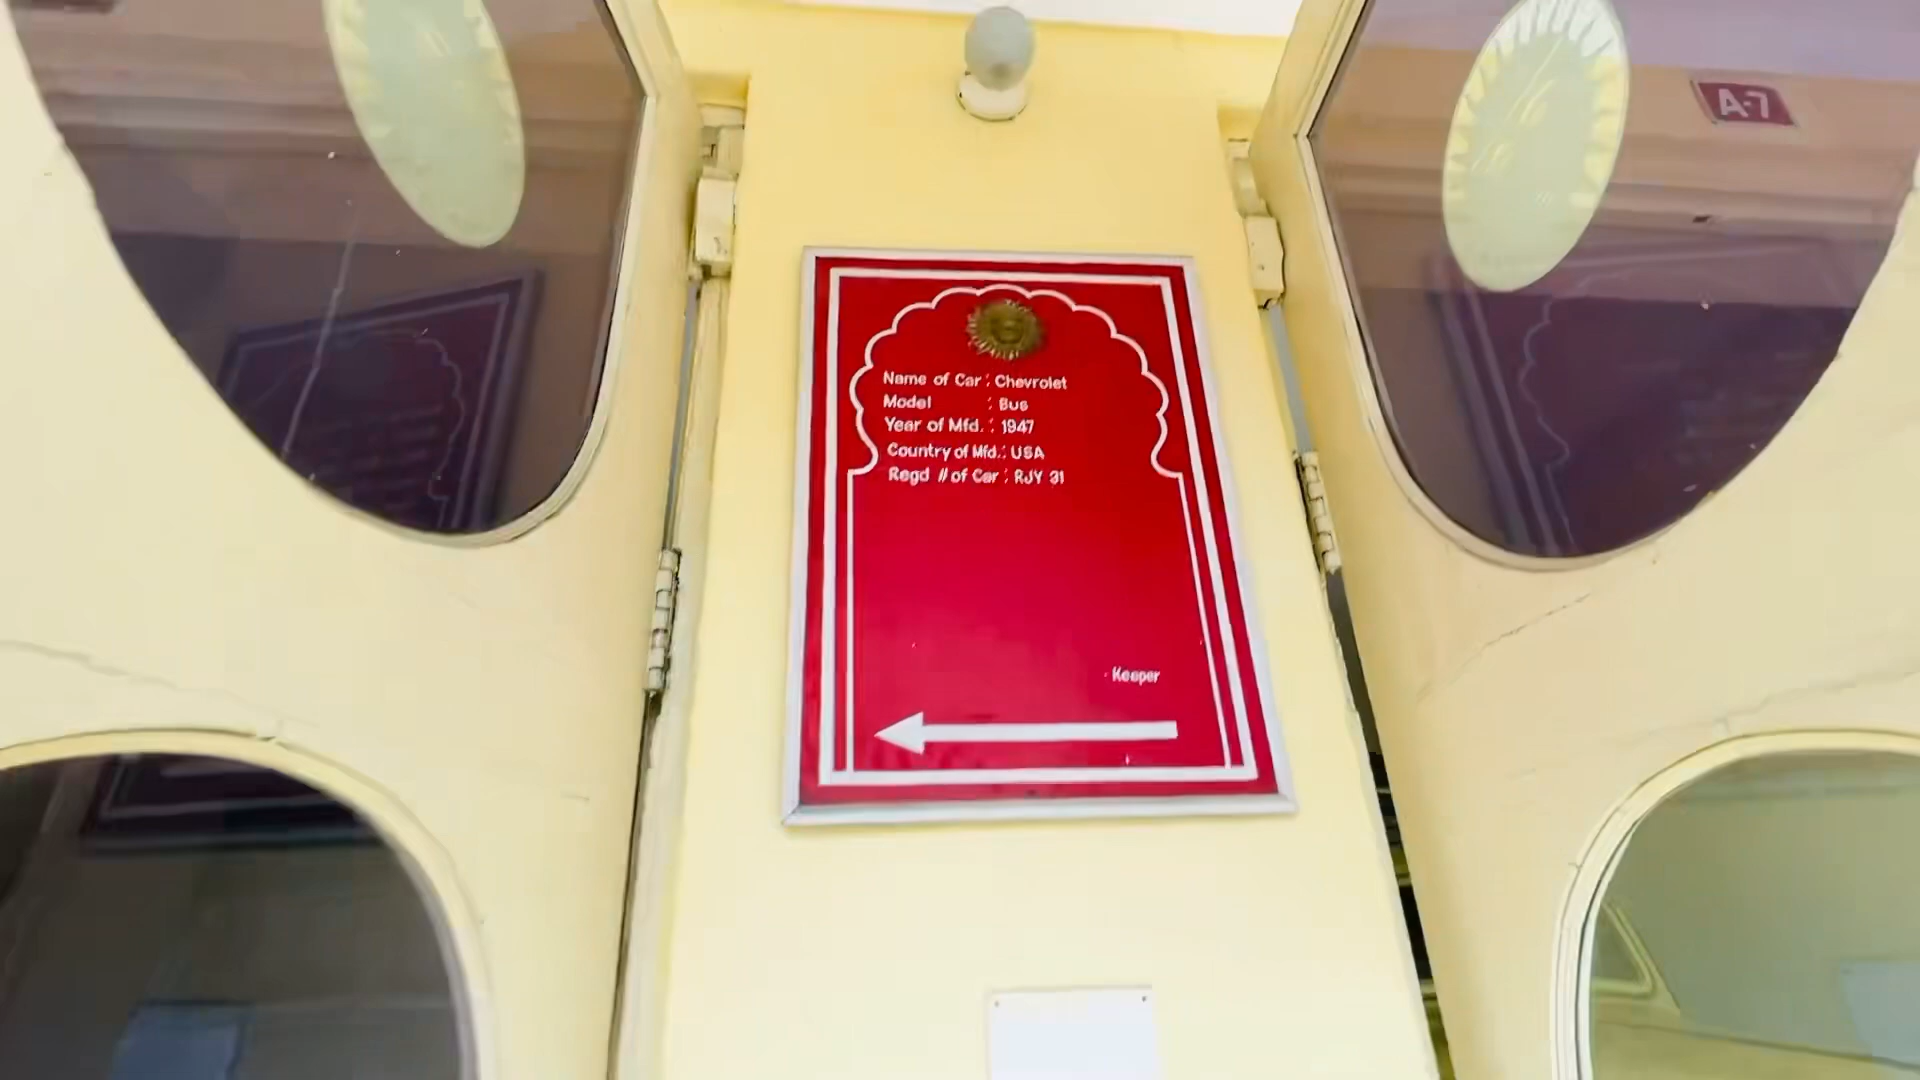 A-7
Name of Car : Chevrolet
Model : Bus
Year of Mfd. : 1947
Country of Mfd. : USA
Regd # of Car : RJY 31
- Keeper